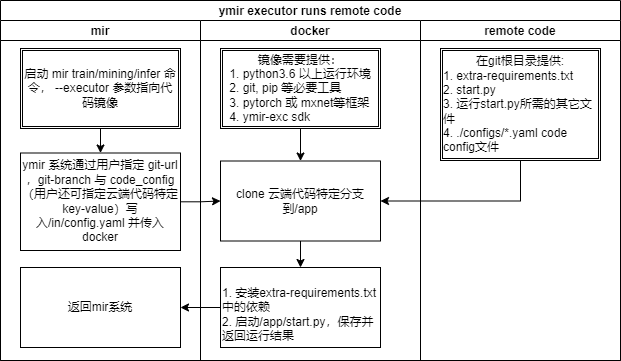 ymir executor runs remote code
mir
docker
remote code
启动 mir train/mining/infer 命
令， --executor 参数指向代
码镜像
镜像需要提供:
1. python3.6 以上运行环境
2. git, pip 等必要工具
3. pytorch 或 mxnet等框架
4. ymir-exc sdk
在git根目录提供:
1. extra-requirements.txt
2. start.py
3. 运行start.py所需的其它文
件
4. ./configs/*.yaml code
config文件
ymir 系统通过用户指定 git-url
，git-branch 与 code_config
（用户还可指定云端代码特定
key-value）写
入/in/config.yaml 并传入
docker
clone 云端代码特定分支
到/app
返回mir系统
1. 安装extra-requirements.txt
中的依赖
2. 启动/app/start.py，保存并
返回运行结果